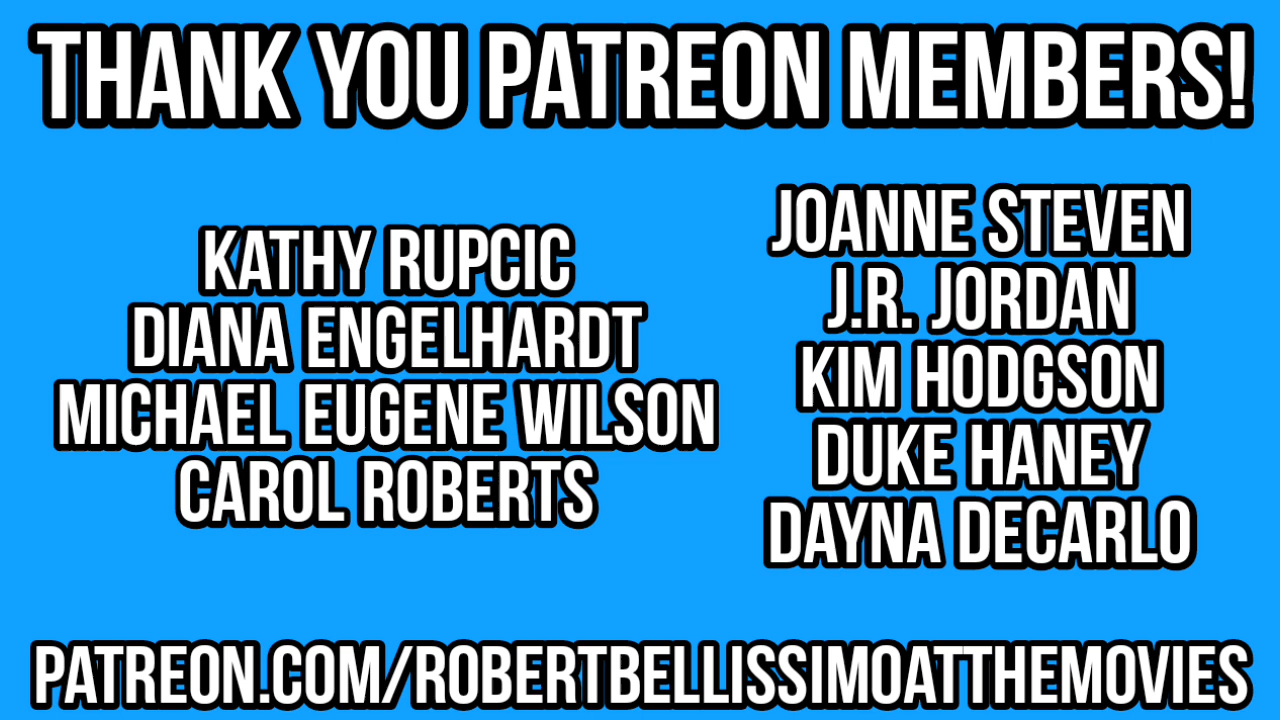 THANK YOU PATREON MEMBERS!
KATHY RUPCIC
DIANA ENGELHARDT
MICHAEL EUGENE WILSON
CAROL ROBERTS
JOANNE STEVEN
J.R. JORDAN
KIM HODGSON
DUKE HANEY
DAYNA DECARLO
PATREON.COM/ROBERTBELLISSIMOATTHEMOVIES